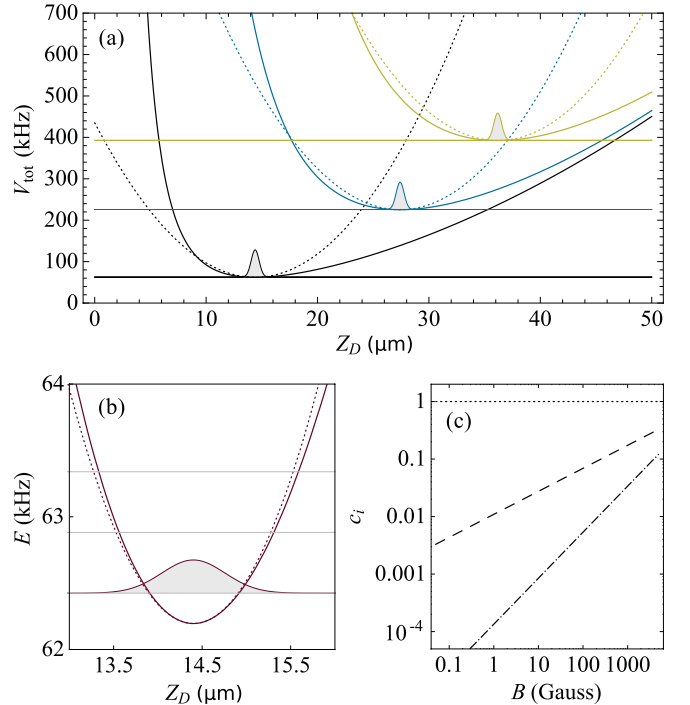 (a)
700
600
500
400
300
200
100
0
V_tot (kHz)
0 10 20 30 40 50
Z_D (μm)
(b)
64
63
62
E (kHz)
13.5 14.5 15.5
Z_D (μm)
(c)
1
0.1
0.01
0.001
10^-4
c_i
0.1 1 10 100 1000
B (Gauss)